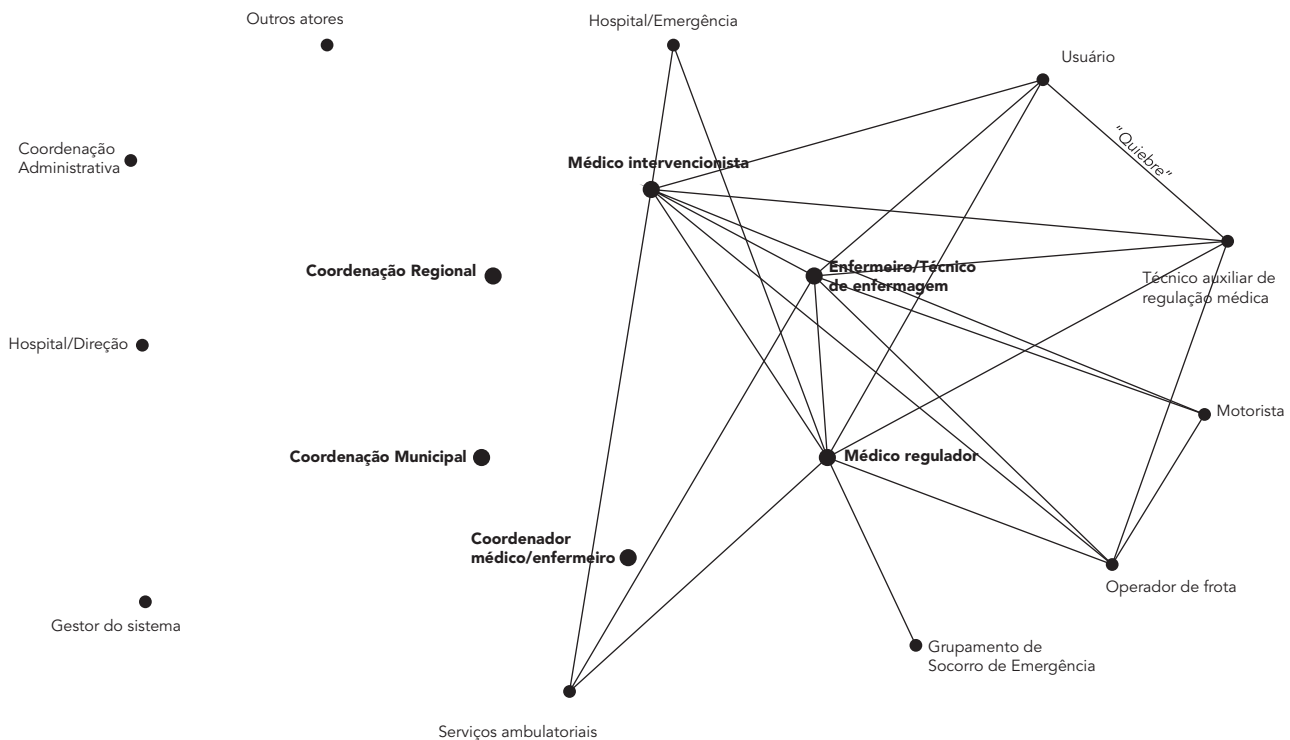 Outros atores
Hospital/Emergência
Usuário
"Quiebre"
Coordenação
Administrativa
Médico intervencionista
Coordenação Regional
Enfermeiro/Técnico
de enfermagem
Técnico auxiliar de
regulação médica
Hospital/Direção
Motorista
Coordenação Municipal
Médico regulador
Coordenador
médico/enfermeiro
Operador de frota
Gestor do sistema
Grupamento de
Socorro de Emergência
Serviços ambulatoriais